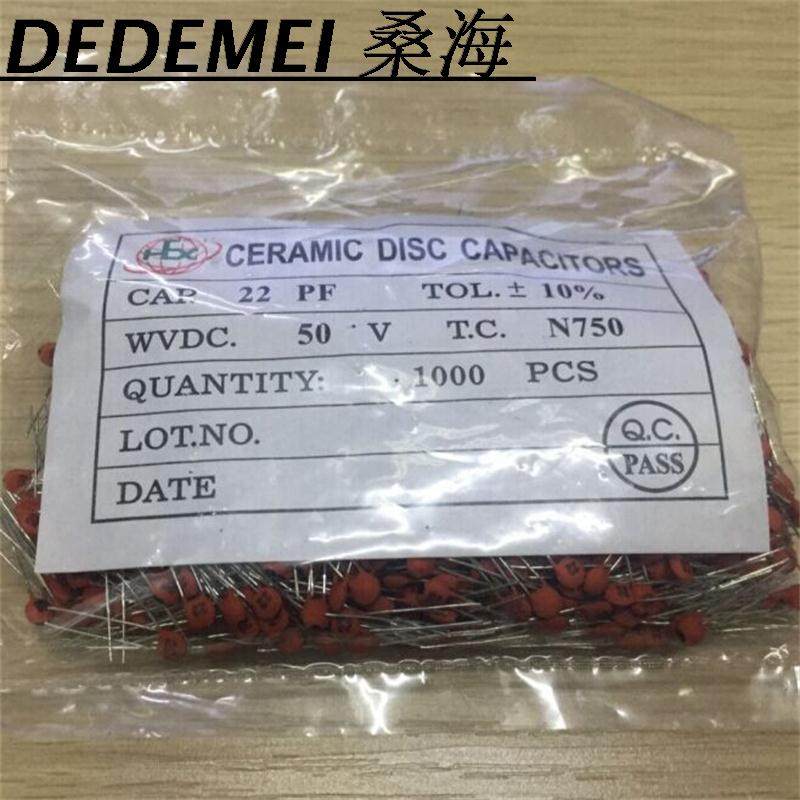 DEDEMEI 桑海
CERAMIC DISC CAPACITORS
CAP. 22 PF TOL. ± 10%
WVDC. 50 V T.C. N750
QUANTITY: 1000 PCS
LOT.NO.
Q.C.
PASS
DATE